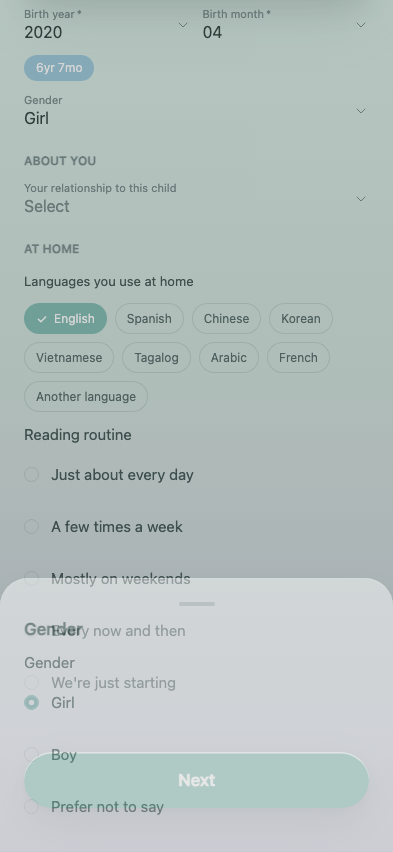 Birth year *
Birth month *
2020
04
6yr 7mo
Gender
Girl
ABOUT YOU
Your relationship to this child
Select
AT HOME
Languages you use at home
English
Spanish
Chinese
Korean
Vietnamese
Tagalog
Arabic
French
Another language
Reading routine
Just about every day
A few times a week
Mostly on weekends
Gender
Every now and then
Gender
We're just starting
Girl
Boy
Next
Prefer not to say